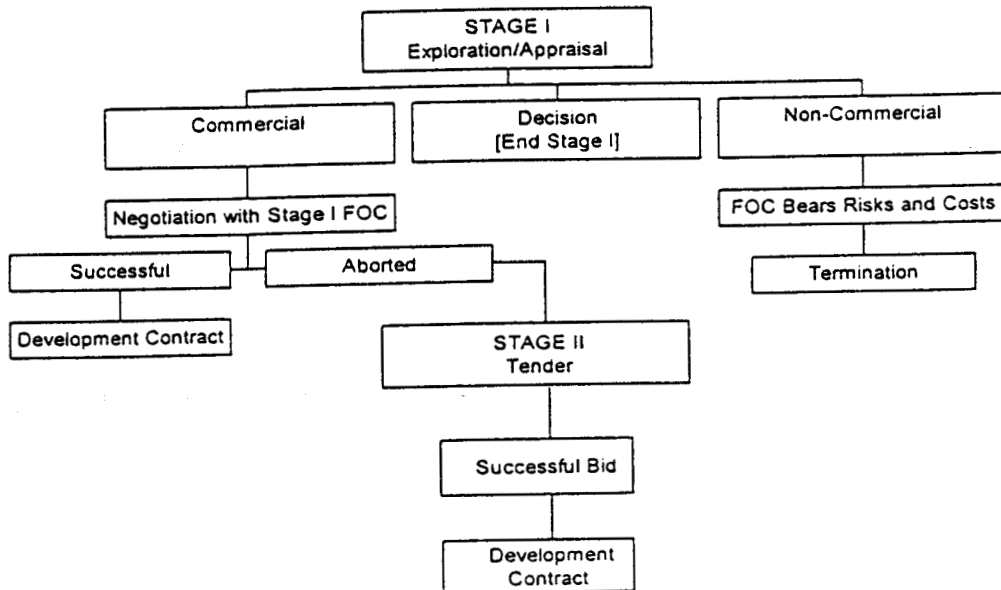 STAGE I
Exploration/Appraisal
Commercial
Decision
[End Stage I]
Non-Commercial
Negotiation with Stage I FOC
FOC Bears Risks and Costs
Successful
Aborted
Termination
Development Contract
STAGE II
Tender
Successful Bid
Development
Contract